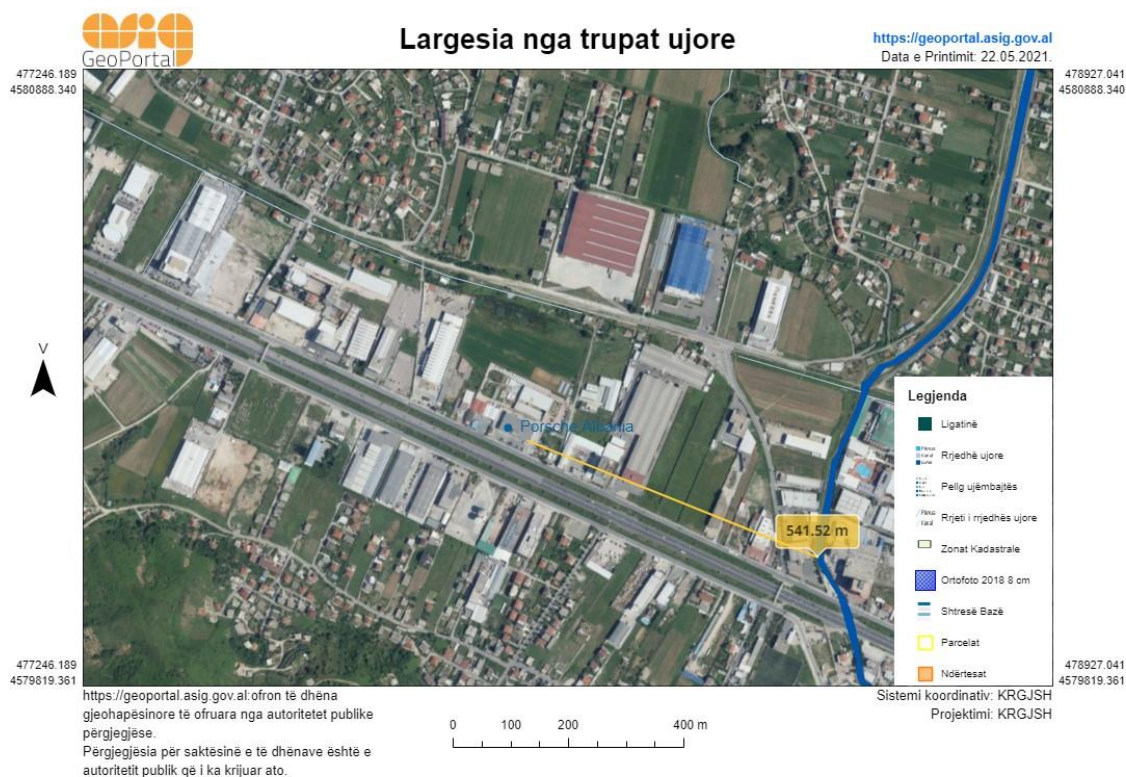 asig
GeoPortal
Largesia nga trupat ujore
https://geoportal.asig.gov.al
Data e Printimit: 22.05.2021.
477246.189
4580888.340
478927.041
4580888.340
V
Porsche Albania
541.52 m
Legjenda
Ligatinë
Rrjedhë ujore
Pellg ujëmbajtës
Rrjeti i rrjedhës ujore
Zonat Kadastrale
Ortofoto 2018 8 cm
Shtresë Bazë
Parcelat
Ndërtesat
477246.189
4579819.361
478927.041
4579819.361
https://geoportal.asig.gov.al:ofron të dhëna
gjeohapësinore të ofruara nga autoritetet publike
përgjegjëse.
Përgjegjësia për saktësinë e të dhënave është e
autoritetit publik që i ka krijuar ato.
0 100 200 400 m
Sistemi koordinativ: KRGJSH
Projektimi: KRGJSH